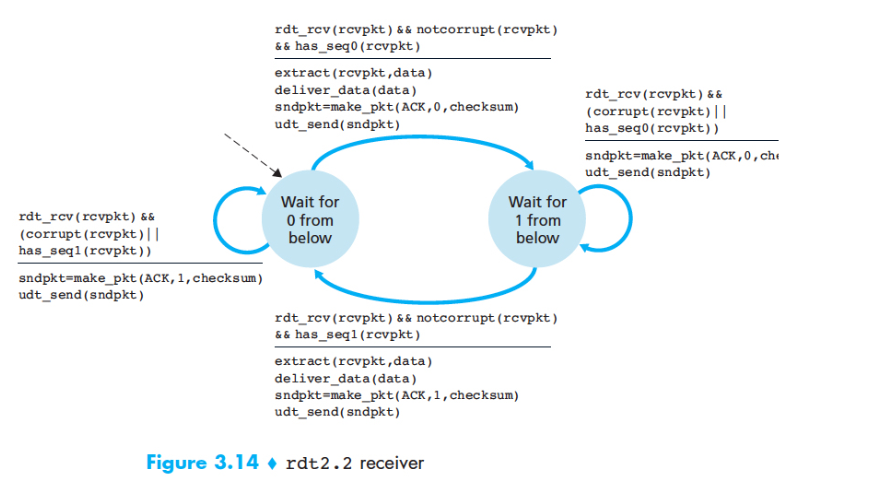 rdt_rcv(rcvpkt)&& notcorrupt(rcvpkt)
&& has_seq0(rcvpkt)
extract(rcvpkt,data)
deliver_data(data)
sndpkt=make_pkt(ACK,0,checksum)
udt_send(sndpkt)
rdt_rcv(rcvpkt)&&
(corrupt(rcvpkt)||
has_seq0(rcvpkt))
sndpkt=make_pkt(ACK,0,che
udt_send(sndpkt)
Wait for
0 from
below
Wait for
1 from
below
rdt_rcv(rcvpkt)&&
(corrupt(rcvpkt)||
has_seq1(rcvpkt))
sndpkt=make_pkt(ACK,1,checksum)
udt_send(sndpkt)
rdt_rcv(rcvpkt)&& notcorrupt(rcvpkt)
&& has_seq1(rcvpkt)
extract(rcvpkt,data)
deliver_data(data)
sndpkt=make_pkt(ACK,1,checksum)
udt_send(sndpkt)
Figure 3.14 ♦ rdt2.2 receiver